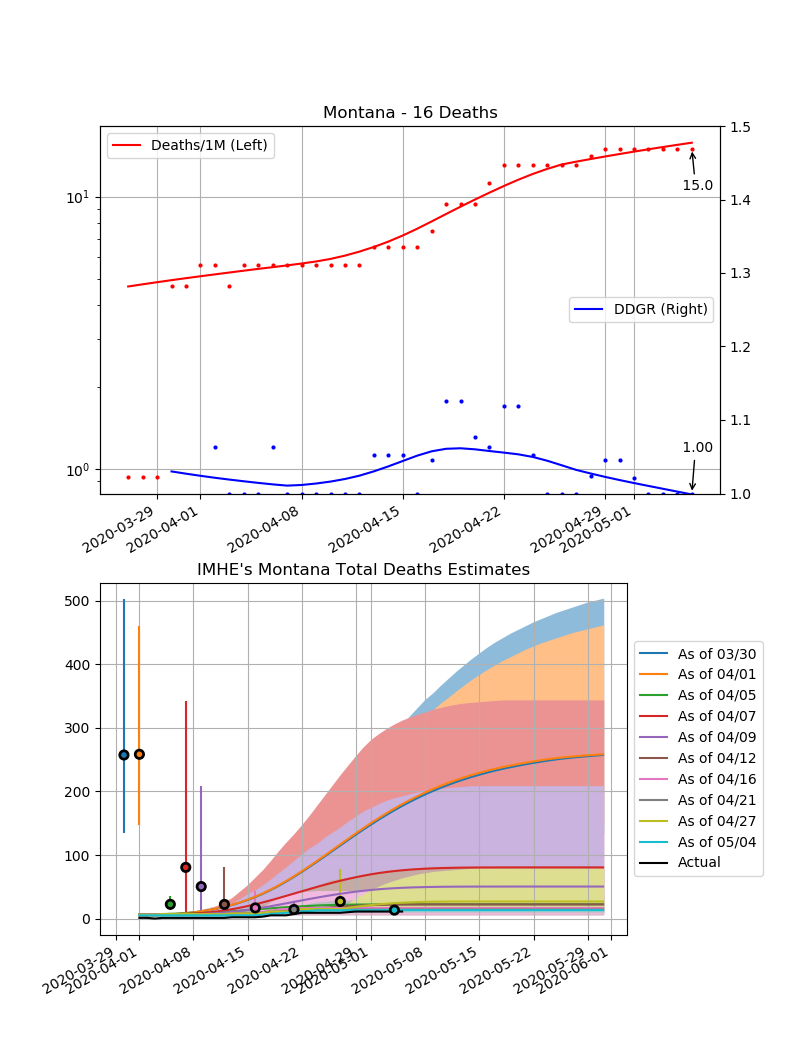 Montana - 16 Deaths
Deaths/1M (Left)
DDGR (Right)
10¹
10⁰
1.5
1.4
1.3
1.2
1.1
1.0
15.0
1.00
2020-03-29
2020-04-01
2020-04-08
2020-04-15
2020-04-22
2020-04-29
2020-05-01
IMHE's Montana Total Deaths Estimates
500
400
300
200
100
0
2020-03-29
2020-04-01
2020-04-08
2020-04-15
2020-04-22
2020-04-29
2020-05-01
2020-05-08
2020-05-15
2020-05-22
2020-05-29
2020-06-01
As of 03/30
As of 04/01
As of 04/05
As of 04/07
As of 04/09
As of 04/12
As of 04/16
As of 04/21
As of 04/27
As of 05/04
Actual